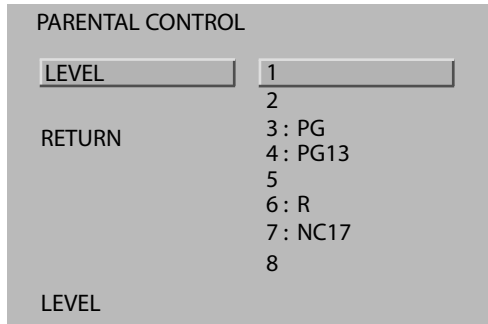 PARENTAL CONTROL
LEVEL
1
2
3 : PG
RETURN
4 : PG13
5
6 : R
7 : NC17
8
LEVEL